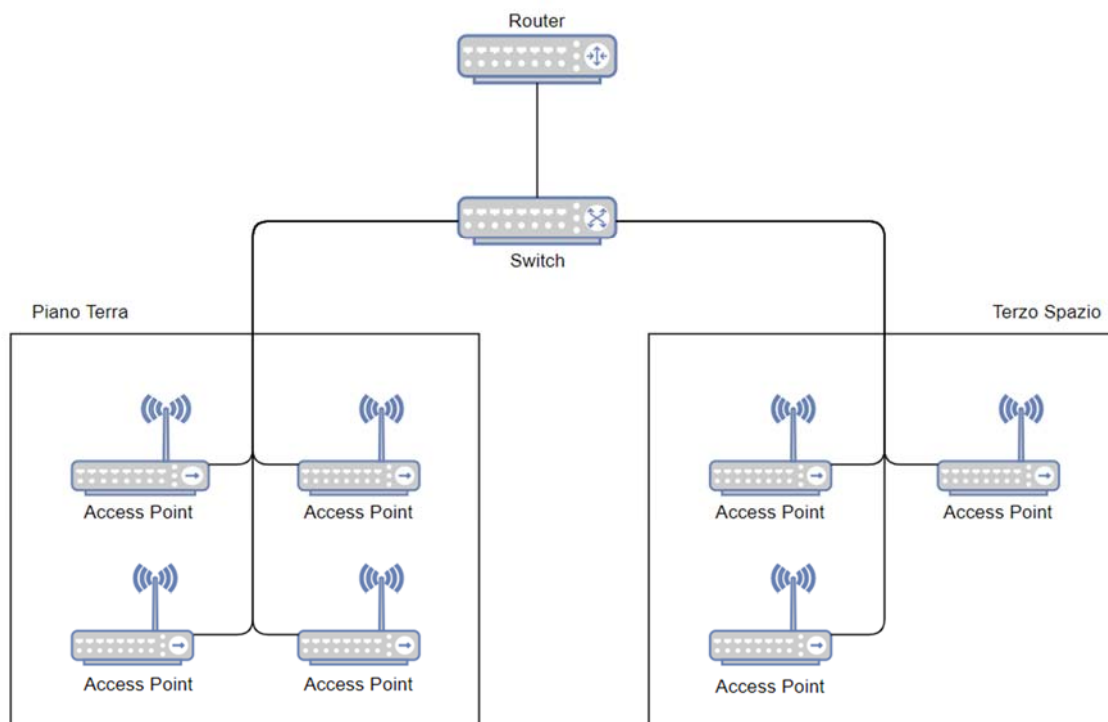 Router
Switch
Piano Terra
Terzo Spazio
Access Point
Access Point
Access Point
Access Point
Access Point
Access Point
Access Point